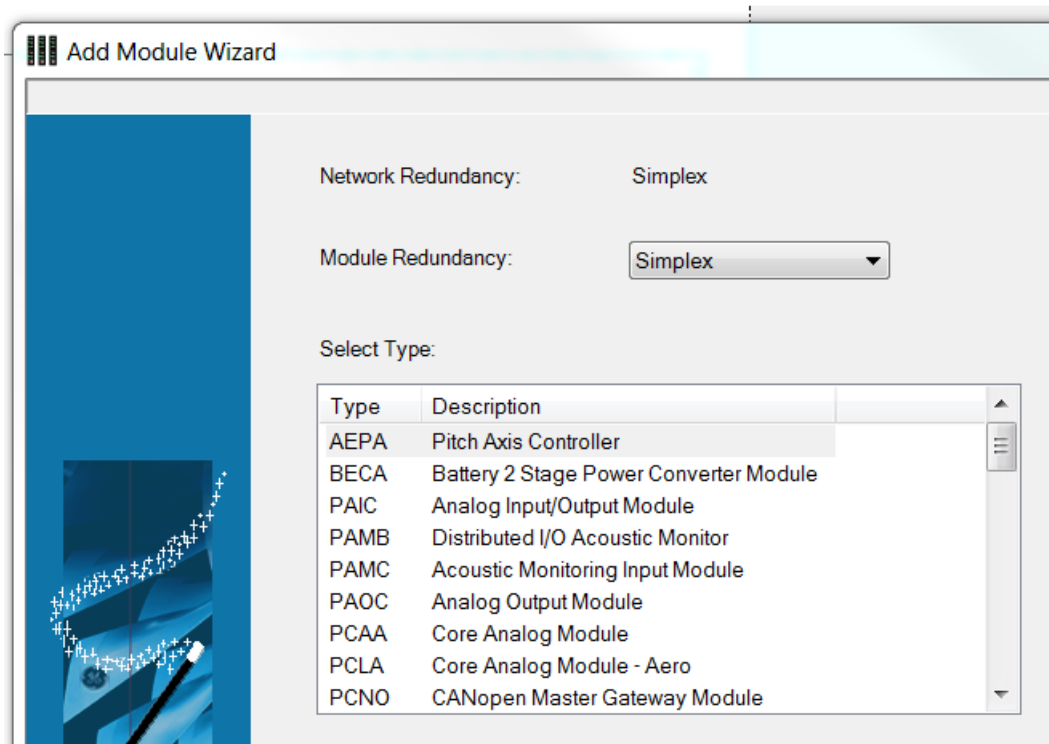 Add Module Wizard
Network Redundancy: Simplex
Module Redundancy: Simplex
Select Type:
Type Description
AEPA Pitch Axis Controller
BECA Battery 2 Stage Power Converter Module
PAIC Analog Input/Output Module
PAMB Distributed I/O Acoustic Monitor
PAMC Acoustic Monitoring Input Module
PAOC Analog Output Module
PCAA Core Analog Module
PCLA Core Analog Module - Aero
PCNO CANopen Master Gateway Module